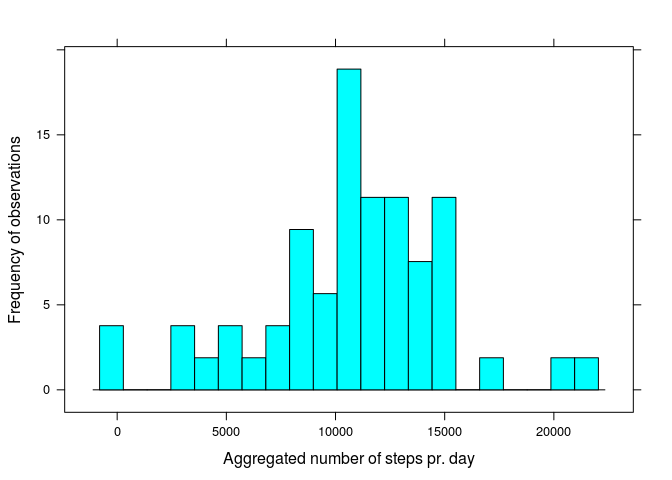 Frequency of observations
15
10
5
0
0 5000 10000 15000 20000
Aggregated number of steps pr. day